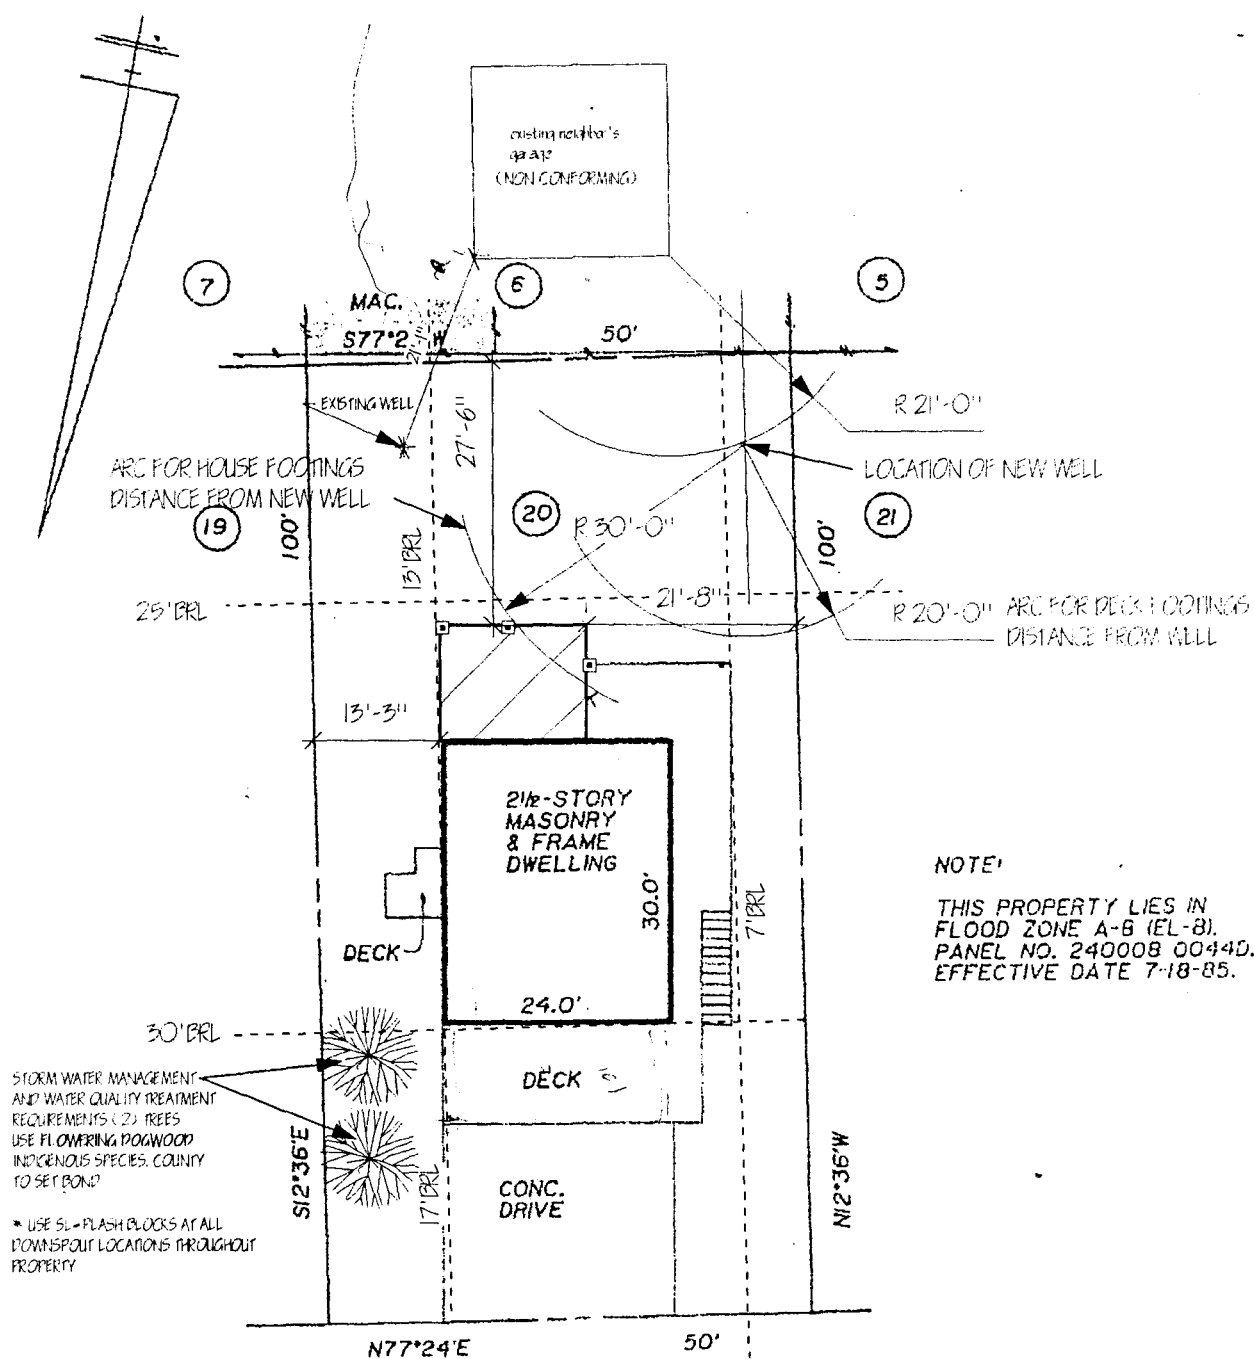 existing neighbor's
garage
(NON CONFORMING)
7
6
5
MAC.
S77°2 W
50'
21'-1"
EXISTING WELL
27'-6"
R 21'-0"
ARC FOR HOUSE FOOTINGS
DISTANCE FROM NEW WELL
LOCATION OF NEW WELL
19
20
21
100'
R 30'-0"
100'
13' BRL
25' BRL
21'-8"
R 20'-0"
ARC FOR DECK FOOTINGS
DISTANCE FROM WELL
13'-3"
2½-STORY
MASONRY
& FRAME
DWELLING
30.0'
24.0'
DECK
7' BRL
NOTE:
THIS PROPERTY LIES IN
FLOOD ZONE A-8 (EL-8).
PANEL NO. 240008 0044D.
EFFECTIVE DATE 7-18-85.
30' BRL
DECK
STORM WATER MANAGEMENT
AND WATER QUALITY TREATMENT
REQUIREMENTS (2) TREES
USE FLOWERING DOGWOOD
INDIGENOUS SPECIES. COUNTY
TO SET BOND
* USE SL-PLASH BLOCKS AT ALL
DOWNSPOUT LOCATIONS THROUGHOUT
PROPERTY
S12°36'E
17' BRL
CONC.
DRIVE
N12°36'W
N77°24'E
50'